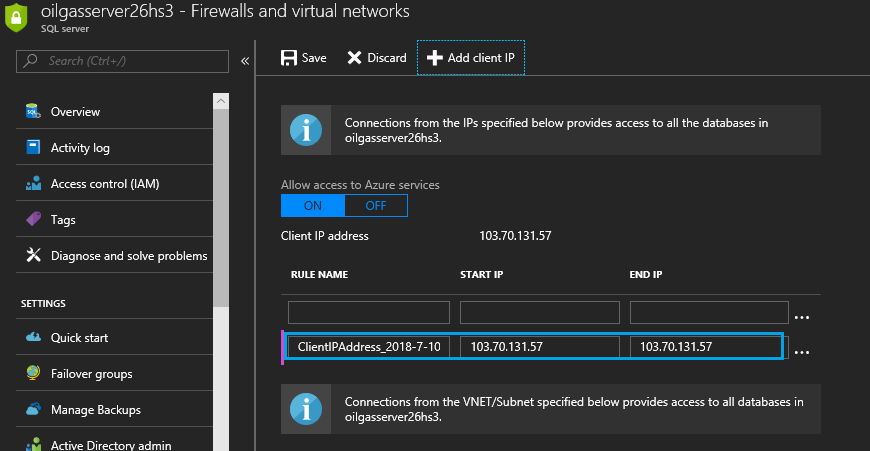 oilgasserver26hs3 - Firewalls and virtual networks
SQL server
Search (Ctrl+/)
«
Save
Discard
Add client IP
Overview
Activity log
Access control (IAM)
Tags
Diagnose and solve problems
SETTINGS
Quick start
Failover groups
Manage Backups
Active Directory admin
Connections from the IPs specified below provides access to all the databases in
oilgasserver26hs3.
Allow access to Azure services
ON OFF
Client IP address 103.70.131.57
RULE NAME START IP END IP
...
ClientIPAddress_2018-7-10 103.70.131.57 103.70.131.57 ...
Connections from the VNET/Subnet specified below provides access to all databases in
oilgasserver26hs3.